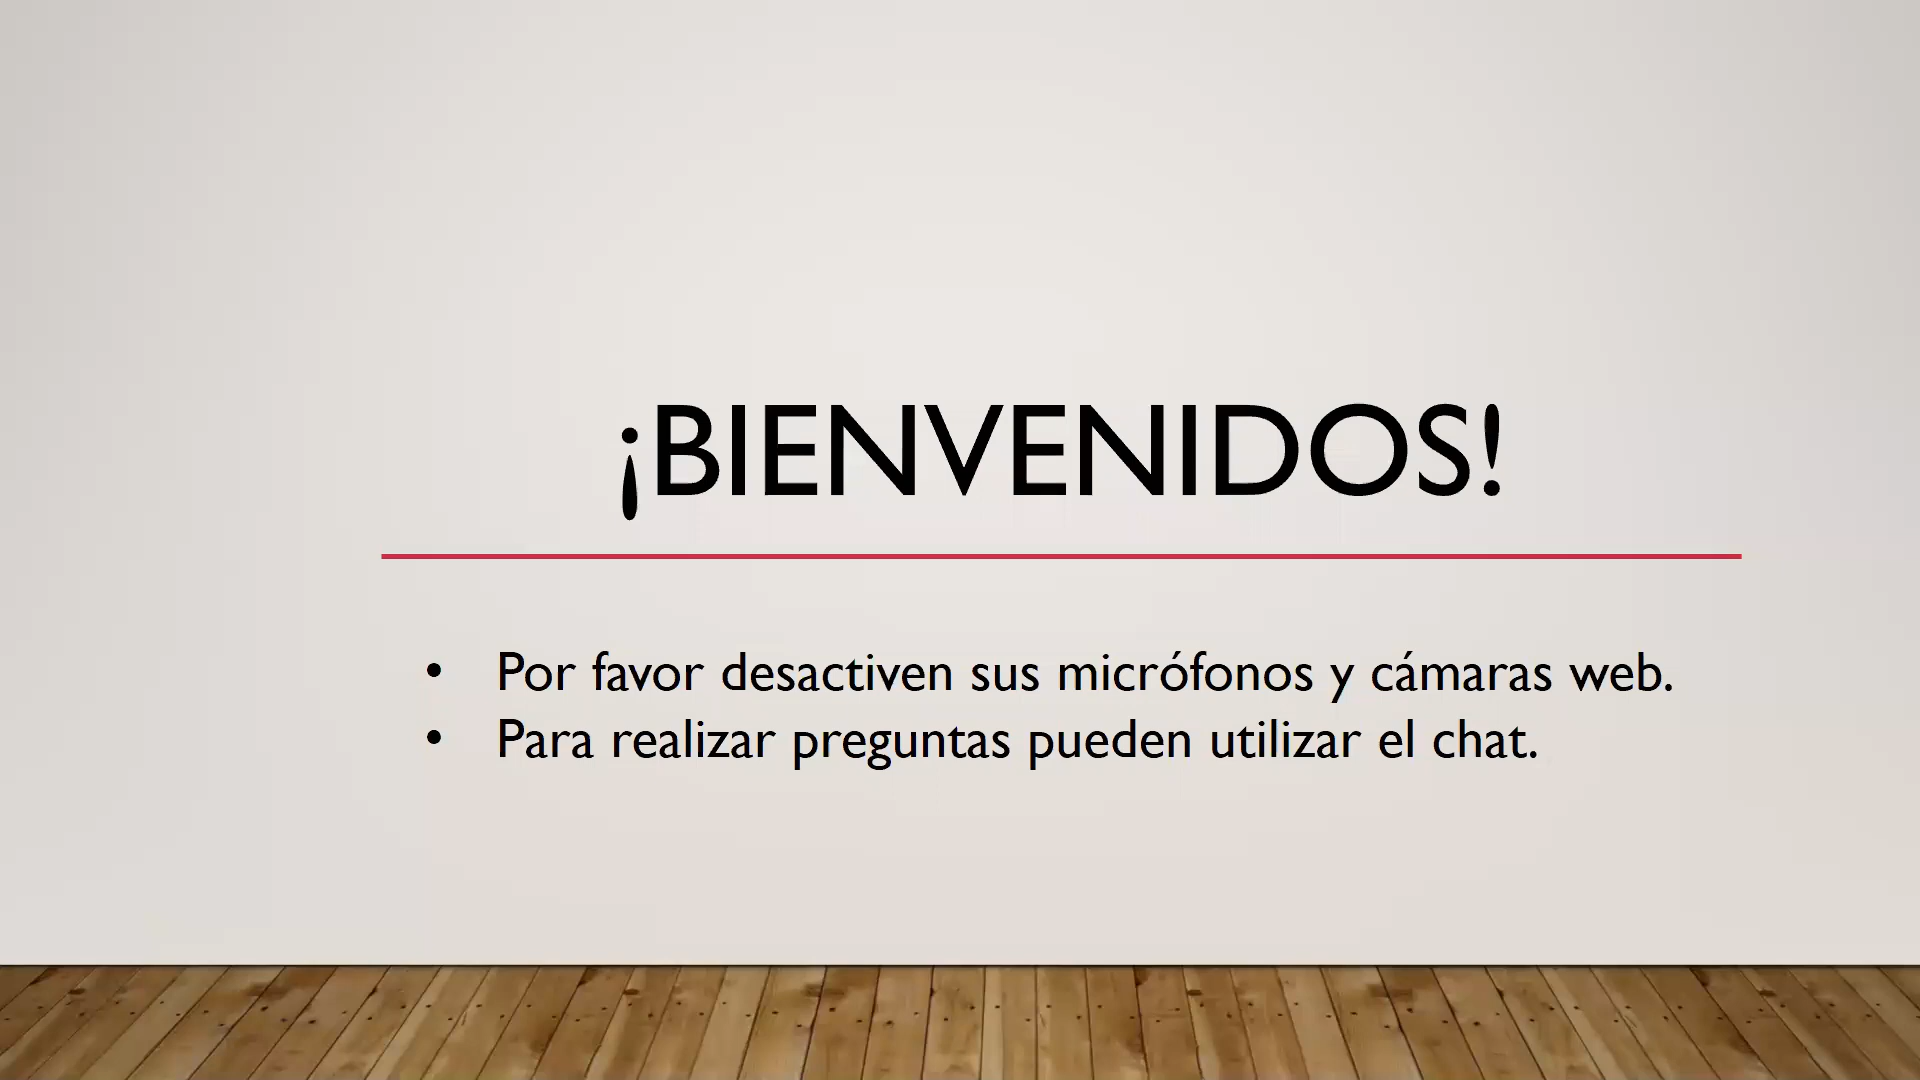 ¡BIENVENIDOS!
• Por favor desactiven sus micrófonos y cámaras web.
• Para realizar preguntas pueden utilizar el chat.